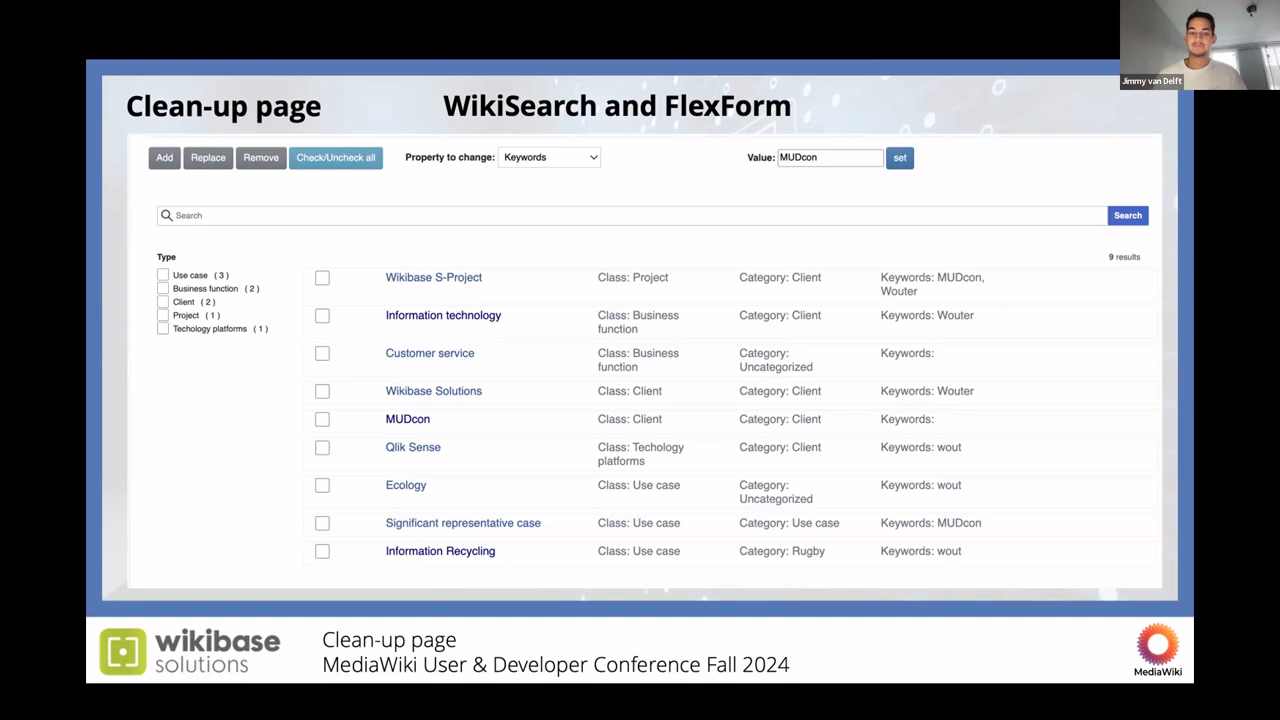 Jimmy van Delft
Clean-up page
WikiSearch and FlexForm
Add
Replace
Remove
Check/Uncheck all
Property to change:
Keywords
Value:
MUDcon
set
Search
Search
Type
9 results
Use case ( 3 )
Business function ( 2 )
Client ( 2 )
Project ( 1 )
Techology platforms ( 1 )
Wikibase S-Project
Class: Project
Category: Client
Keywords: MUDcon,
Wouter
Information technology
Class: Business
function
Category: Client
Keywords: Wouter
Customer service
Class: Business
function
Category:
Uncategorized
Keywords:
Wikibase Solutions
Class: Client
Category: Client
Keywords: Wouter
MUDcon
Class: Client
Category: Client
Keywords:
Qlik Sense
Class: Techology
platforms
Category: Client
Keywords: wout
Ecology
Class: Use case
Category:
Uncategorized
Keywords: wout
Significant representative case
Class: Use case
Category: Use case
Keywords: MUDcon
Information Recycling
Class: Use case
Category: Rugby
Keywords: wout
wikibase
solutions
Clean-up page
MediaWiki User & Developer Conference Fall 2024
MediaWiki